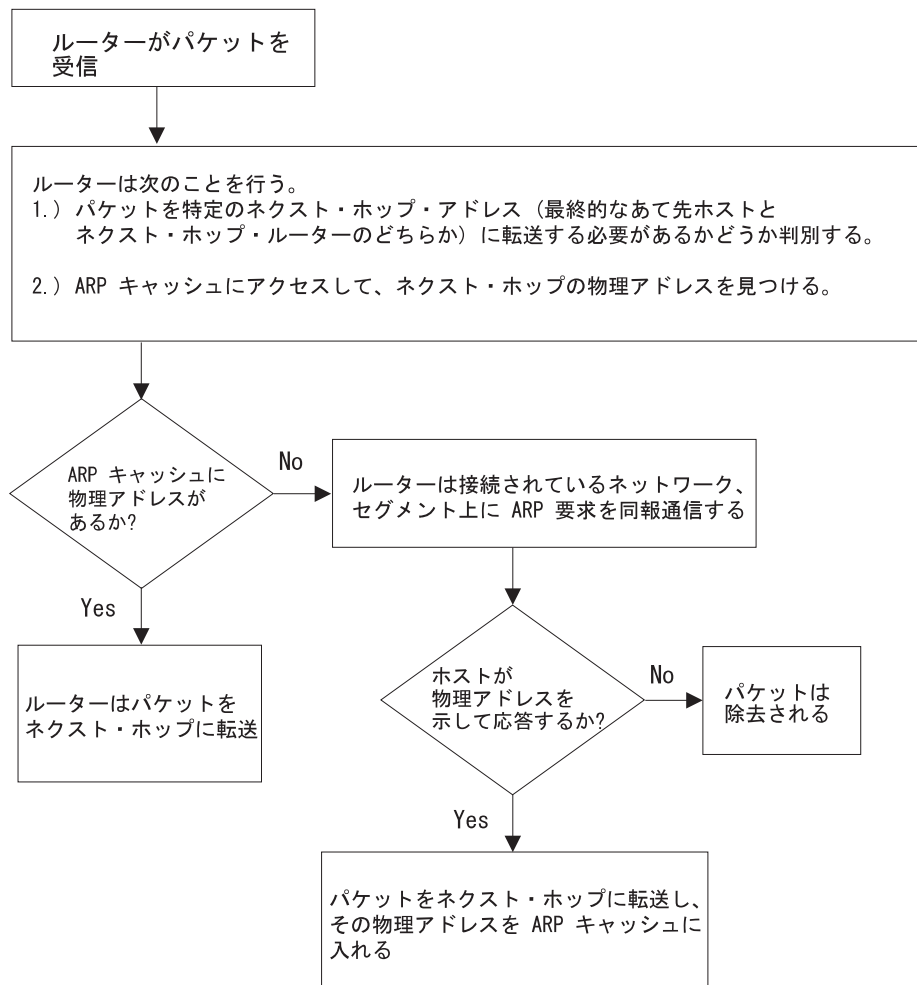 ルーターがパケットを
受信
ルーターは次のことを行う。
1.) パケットを特定のネクスト・ホップ・アドレス (最終的なあて先ホストと
ネクスト・ホップ・ルーターのどちらか) に転送する必要があるかどうか判別する。
2.) ARP キャッシュにアクセスして、ネクスト・ホップの物理アドレスを見つける。
ARP キャッシュに
物理アドレスが
あるか?
No
ルーターは接続されているネットワーク、
セグメント上に ARP 要求を同報通信する
Yes
ルーターはパケットを
ネクスト・ホップに転送
ホストが
物理アドレスを
示して応答するか?
No
パケットは
除去される
Yes
パケットをネクスト・ホップに転送し、
その物理アドレスを ARP キャッシュに
入れる